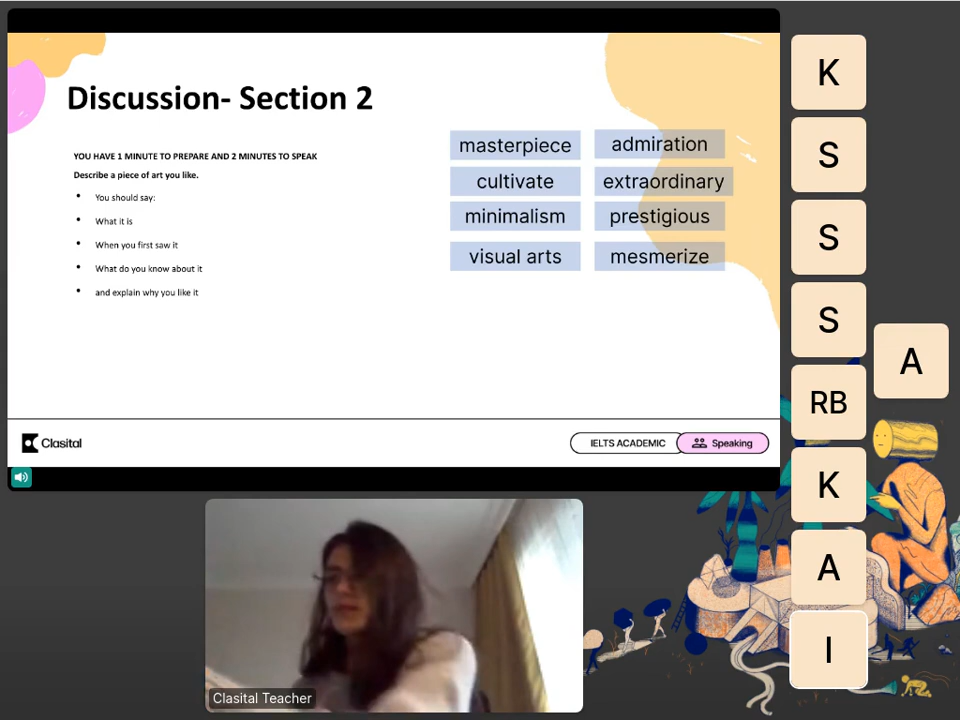 Discussion- Section 2
YOU HAVE 1 MINUTE TO PREPARE AND 2 MINUTES TO SPEAK
Describe a piece of art you like.
• You should say:
• What it is
• When you first saw it
• What do you know about it
• and explain why you like it
masterpiece
admiration
cultivate
extraordinary
minimalism
prestigious
visual arts
mesmerize
Clasital
IELTS ACADEMIC
Speaking
K
S
S
S
A
RB
K
A
I
Clasital Teacher